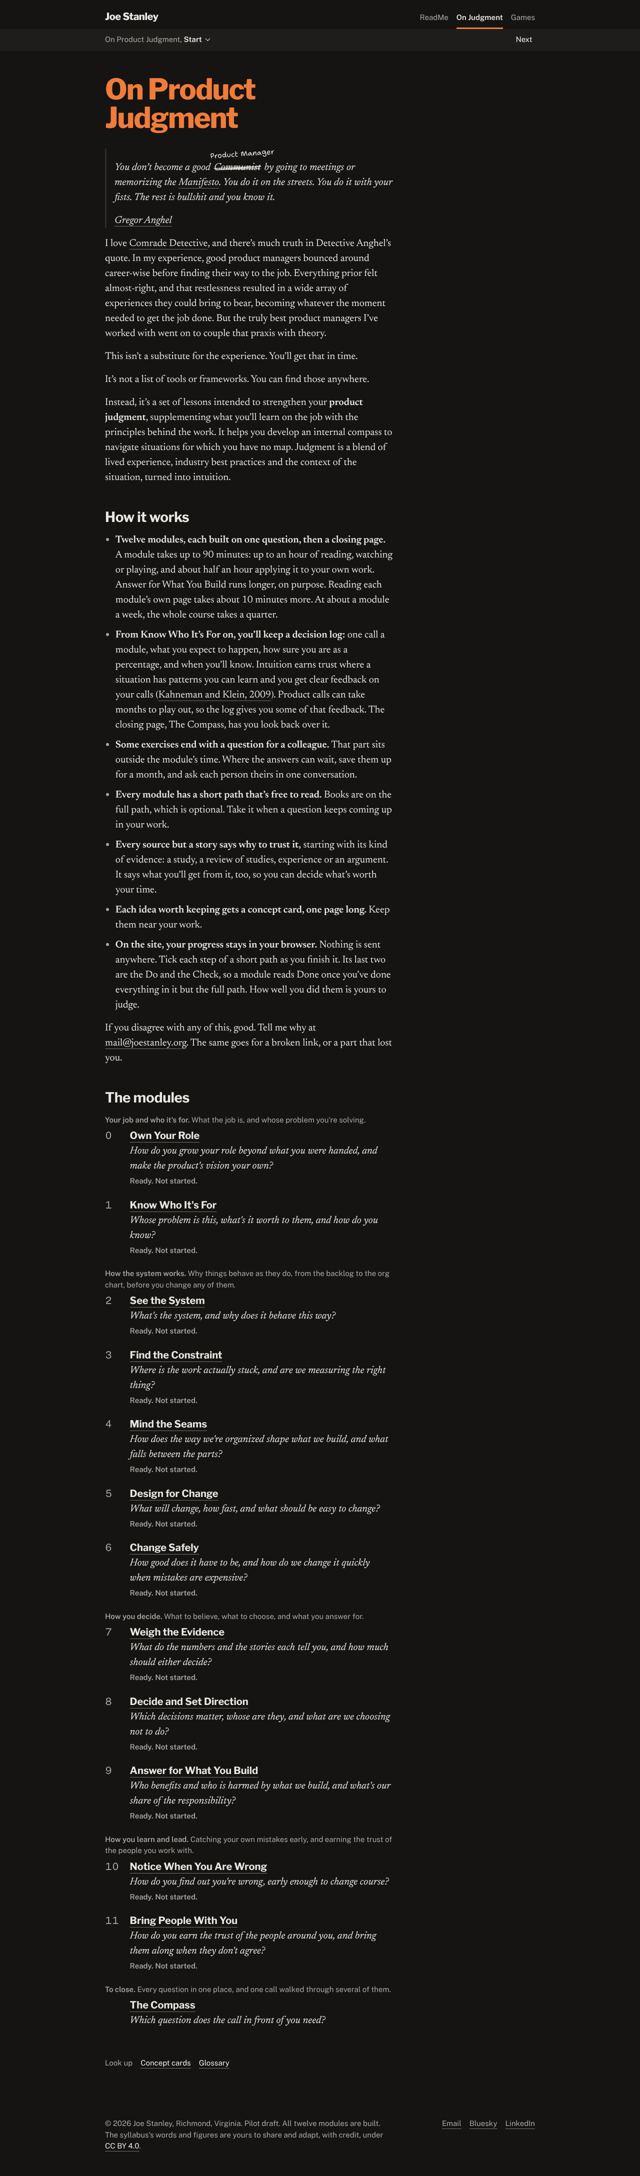 Joe Stanley
ReadMe On Judgment Games
On Product Judgment, Start
Next
On Product
Judgment
Product Manager
You don't become a good Communist by going to meetings or
memorizing the Manifesto. You do it on the streets. You do it with your
fists. The rest is bullshit and you know it.
Gregor Anghel
I love Comrade Detective, and there's much truth in Detective Anghel's
quote. In my experience, good product managers bounced around
career-wise before finding their way to the job. Everything prior felt
almost-right, and that restlessness resulted in a wide array of
experiences they could bring to bear, becoming whatever the moment
needed to get the job done. But the truly best product managers I've
worked with went on to couple that praxis with theory.
This isn't a substitute for the experience. You'll get that in time.
It's not a list of tools or frameworks. You can find those anywhere.
Instead, it's a set of lessons intended to strengthen your product
judgment, supplementing what you'll learn on the job with the
principles behind the work. It helps you develop an internal compass to
navigate situations for which you have no map. Judgment is a blend of
lived experience, industry best practices and the context of the
situation, turned into intuition.
How it works
• Twelve modules, each built on one question, then a closing page.
A module takes up to 90 minutes: up to an hour of reading, watching
or playing, and about half an hour applying it to your own work.
Answer for What You Build runs longer, on purpose. Reading each
module's own page takes about 10 minutes more. At about a module
a week, the whole course takes a quarter.
• From Know Who It's For on, you'll keep a decision log: one call a
module, what you expect to happen, how sure you are as a
percentage, and when you'll know. Intuition earns trust where a
situation has patterns you can learn and you get clear feedback on
your calls (Kahneman and Klein, 2009). Product calls can take
months to play out, so the log gives you some of that feedback. The
closing page, The Compass, has you look back over it.
• Some exercises end with a question for a colleague. That part sits
outside the module's time. Where the answers can wait, save them up
for a month, and ask each person theirs in one conversation.
• Every module has a short path that's free to read. Books are on the
full path, which is optional. Take it when a question keeps coming up
in your work.
• Every source but a story says why to trust it, starting with its kind
of evidence: a study, a review of studies, experience or an argument.
It says what you'll get from it, too, so you can decide what's worth
your time.
• Each idea worth keeping gets a concept card, one page long. Keep
them near your work.
• On the site, your progress stays in your browser. Nothing is sent
anywhere. Tick each step of a short path as you finish it. Its last two
are the Do and the Check, so a module reads Done once you've done
everything in it but the full path. How well you did them is yours to
judge.
If you disagree with any of this, good. Tell me why at
mail@joestanley.org. The same goes for a broken link, or a part that lost
you.
The modules
Your job and who it's for. What the job is, and whose problem you're solving.
0 Own Your Role
How do you grow your role beyond what you were handed, and
make the product's vision your own?
Ready. Not started.
1 Know Who It's For
Whose problem is this, what's it worth to them, and how do you
know?
Ready. Not started.
How the system works. Why things behave as they do, from the backlog to the org
chart, before you change any of them.
2 See the System
What's the system, and why does it behave this way?
Ready. Not started.
3 Find the Constraint
Where is the work actually stuck, and are we measuring the right
thing?
Ready. Not started.
4 Mind the Seams
How does the way we're organized shape what we build, and what
falls between the parts?
Ready. Not started.
5 Design for Change
What will change, how fast, and what should be easy to change?
Ready. Not started.
6 Change Safely
How good does it have to be, and how do we change it quickly
when mistakes are expensive?
Ready. Not started.
How you decide. What to believe, what to choose, and what you answer for.
7 Weigh the Evidence
What do the numbers and the stories each tell you, and how much
should either decide?
Ready. Not started.
8 Decide and Set Direction
Which decisions matter, whose are they, and what are we choosing
not to do?
Ready. Not started.
9 Answer for What You Build
Who benefits and who is harmed by what we build, and what's our
share of the responsibility?
Ready. Not started.
How you learn and lead. Catching your own mistakes early, and earning the trust of
the people you work with.
10 Notice When You Are Wrong
How do you find out you're wrong, early enough to change course?
Ready. Not started.
11 Bring People With You
How do you earn the trust of the people around you, and bring
them along when they don't agree?
Ready. Not started.
To close. Every question in one place, and one call walked through several of them.
The Compass
Which question does the call in front of you need?
Look up Concept cards Glossary
© 2026 Joe Stanley, Richmond, Virginia. Pilot draft. All twelve modules are built.
The syllabus's words and figures are yours to share and adapt, with credit, under
CC BY 4.0.
Email Bluesky LinkedIn